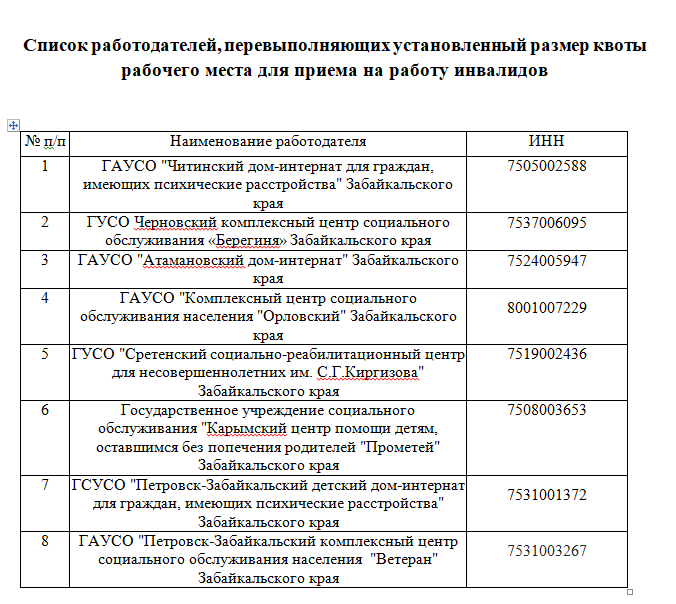 Список работодателей, перевыполняющих установленный размер квоты
рабочего места для приема на работу инвалидов
№ п/п Наименование работодателя ИНН
1 ГАУСО "Читинский дом-интернат для граждан, 7505002588
имеющих психические расстройства" Забайкальского
края
2 ГУСО Черновский комплексный центр социального 7537006095
обслуживания «Берегиня» Забайкальского края
3 ГАУСО "Атамановский дом-интернат" Забайкальского 7524005947
края
4 ГАУСО "Комплексный центр социального
обслуживания населения "Орловский" Забайкальского 8001007229
края
5 ГУСО "Сретенский социально-реабилитационный центр 7519002436
для несовершеннолетних им. С.Г.Киргизова"
Забайкальского края
6 Государственное учреждение социального 7508003653
обслуживания "Карымский центр помощи детям,
оставшимся без попечения родителей "Прометей"
Забайкальского края
7 ГСУСО "Петровск-Забайкальский детский дом-интернат
для граждан, имеющих психические расстройства" 7531001372
Забайкальского края
8 ГАУСО "Петровск-Забайкальский комплексный центр
социального обслуживания населения "Ветеран" 7531003267
Забайкальского края